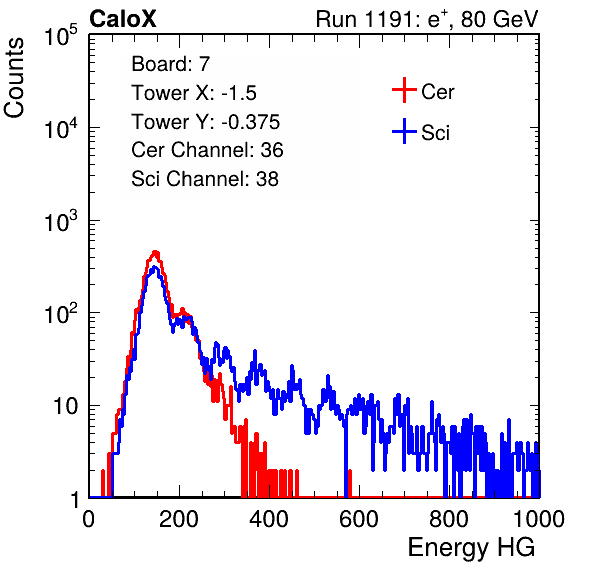 CaloX Run 1191: e⁺, 80 GeV
Counts
Board: 7
Tower X: -1.5
Tower Y: -0.375
Cer Channel: 36
Sci Channel: 38
Cer
Sci
10⁵
10⁴
10³
10²
10
1
0 200 400 600 800 1000
Energy HG